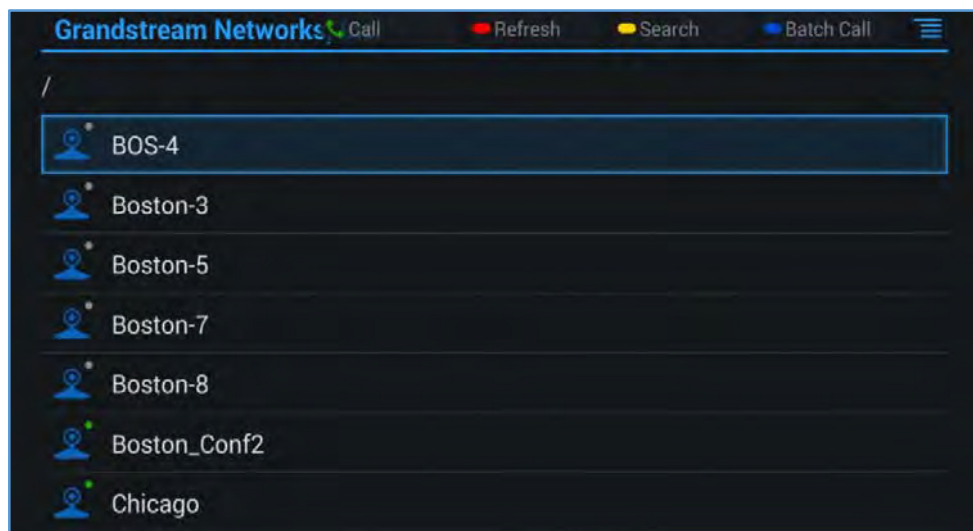 Grandstream Networks, Call Refresh Search Batch Call
/
BOS-4
Boston-3
Boston-5
Boston-7
Boston-8
Boston_Conf2
Chicago